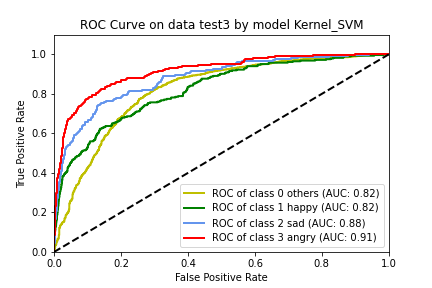 ROC Curve on data test3 by model Kernel_SVM
True Positive Rate
1.0
0.8
0.6
0.4
0.2
0.0
ROC of class 0 others (AUC: 0.82)
ROC of class 1 happy (AUC: 0.82)
ROC of class 2 sad (AUC: 0.88)
ROC of class 3 angry (AUC: 0.91)
0.0 0.2 0.4 0.6 0.8 1.0
False Positive Rate